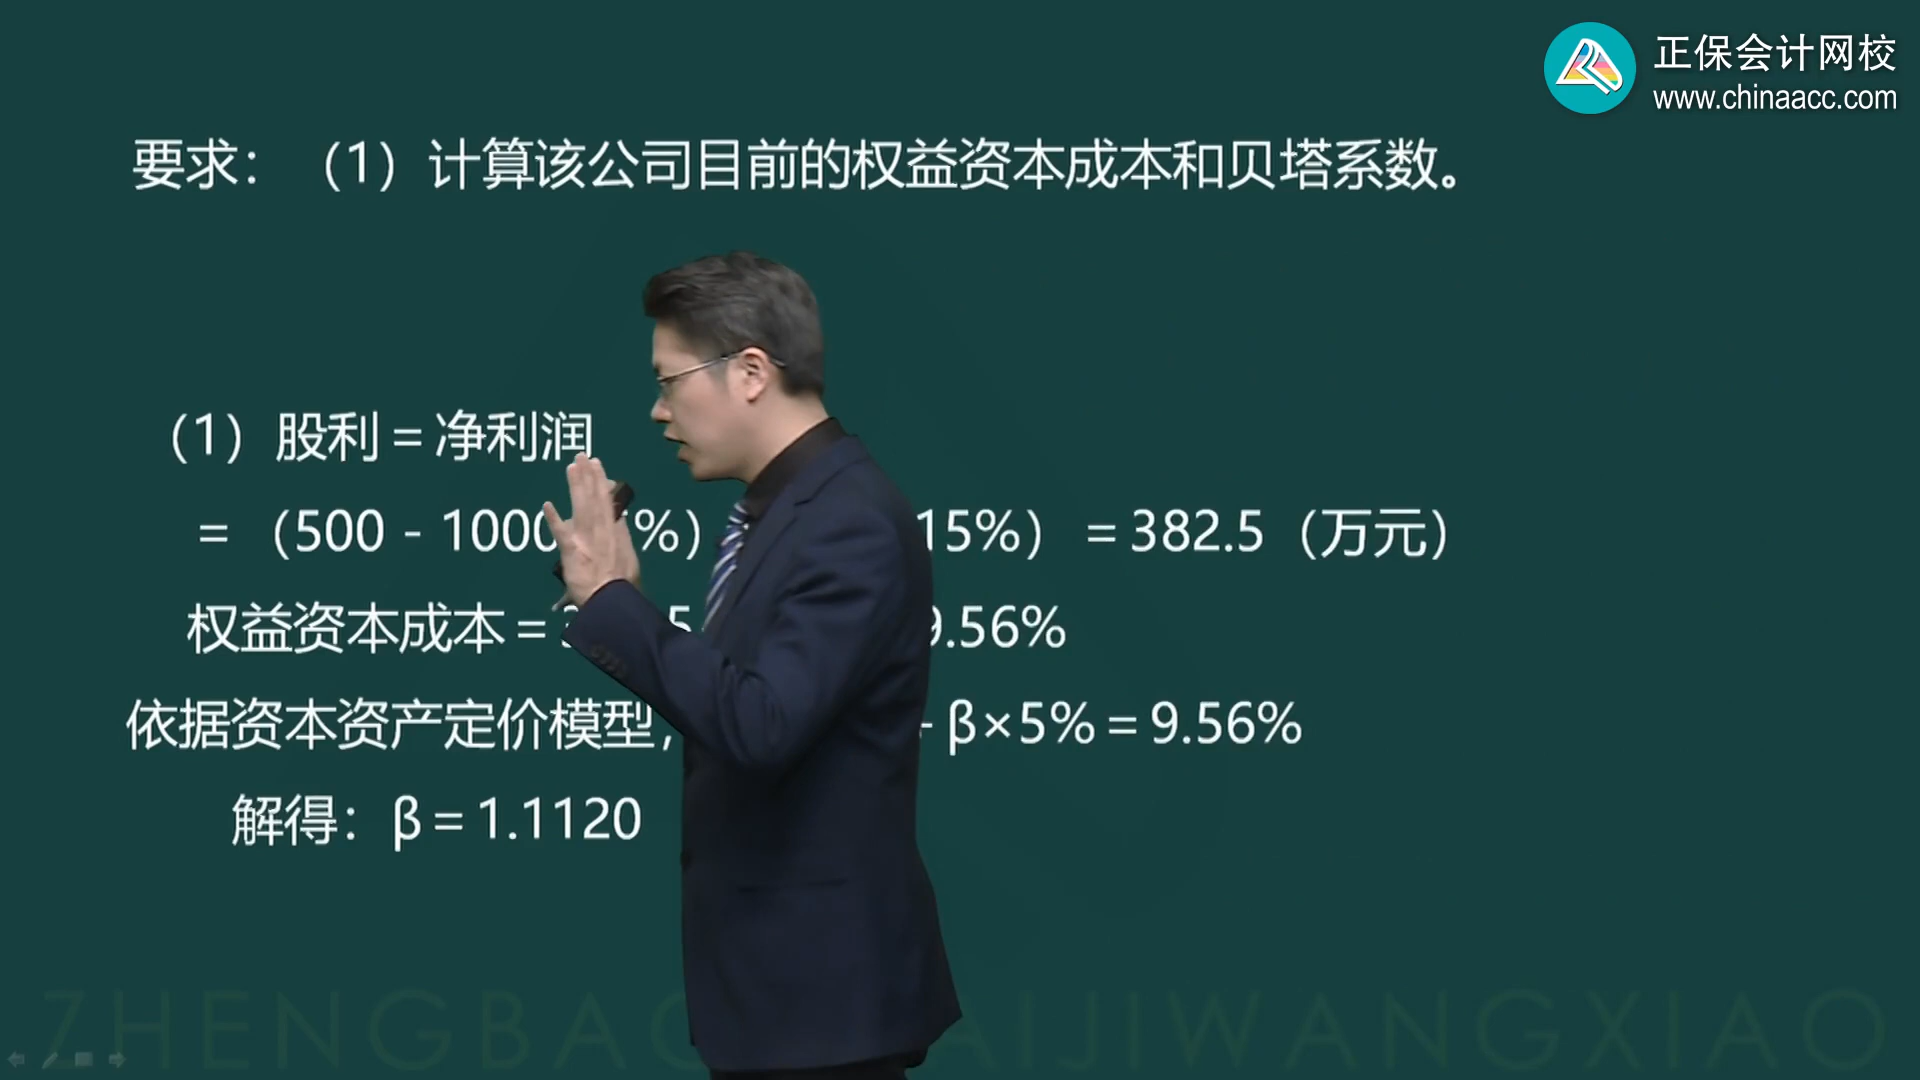 正保会计网校
www.chinaacc.com
要求：（1）计算该公司目前的权益资本成本和贝塔系数。
（1）股利＝净利润
＝（500－1000 %） 15%）＝382.5（万元）
权益资本成本＝3 5 9.56%
依据资本资产定价模型， β×5%＝9.56%
解得：β＝1.1120
ZHENGBAO AIJIWANGXIAO